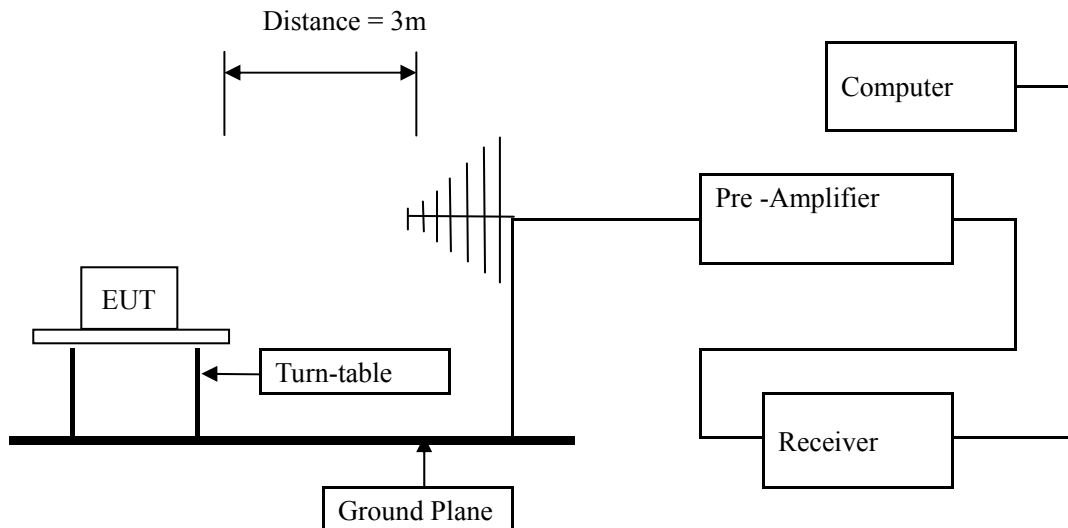 Distance = 3m
Computer
Pre -Amplifier
EUT
Turn-table
Receiver
Ground Plane